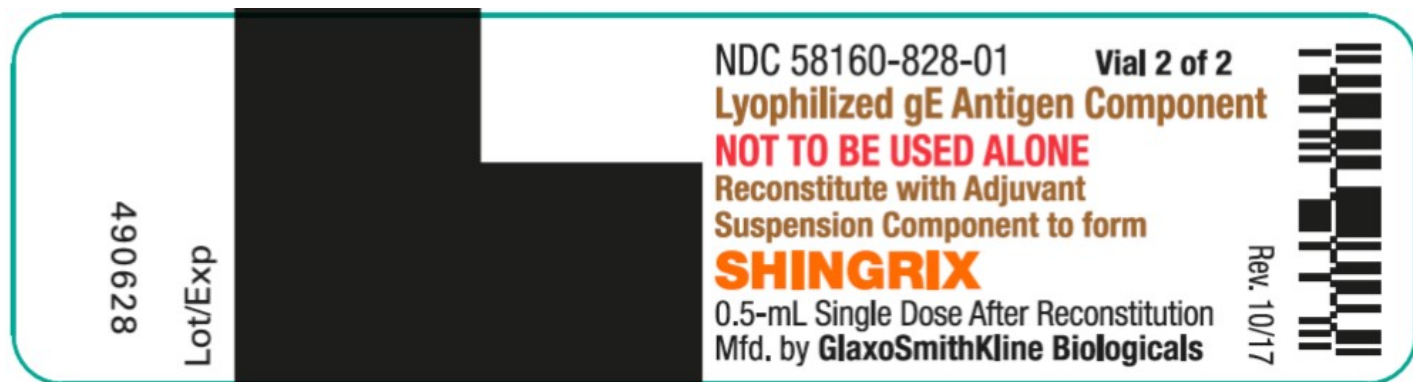 490628
Lot/Exp
NDC 58160-828-01 Vial 2 of 2
Lyophilized gE Antigen Component
NOT TO BE USED ALONE
Reconstitute with Adjuvant
Suspension Component to form
SHINGRIX
0.5-mL Single Dose After Reconstitution
Mfd. by GlaxoSmithKline Biologicals
Rev. 10/17